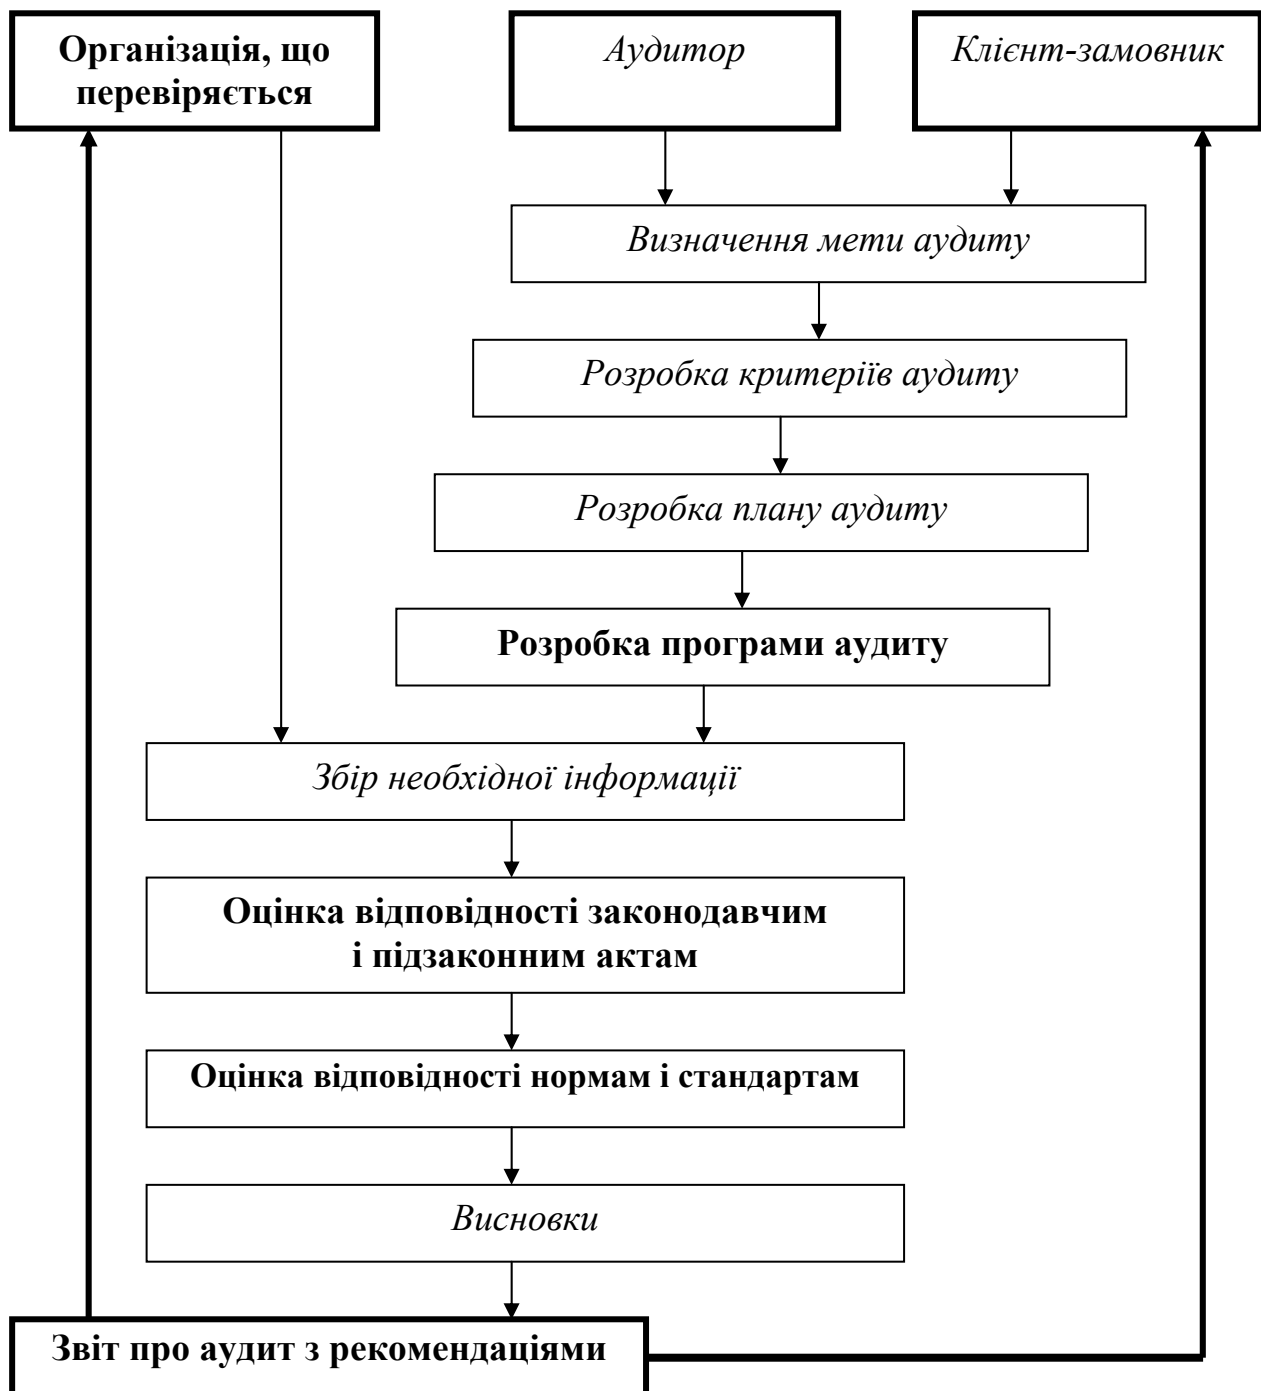 Організація, що
перевіряється
Аудитор
Клієнт-замовник
Визначення мети аудиту
Розробка критеріїв аудиту
Розробка плану аудиту
Розробка програми аудиту
Збір необхідної інформації
Оцінка відповідності законодавчим
і підзаконним актам
Оцінка відповідності нормам і стандартам
Висновки
Звіт про аудит з рекомендаціями